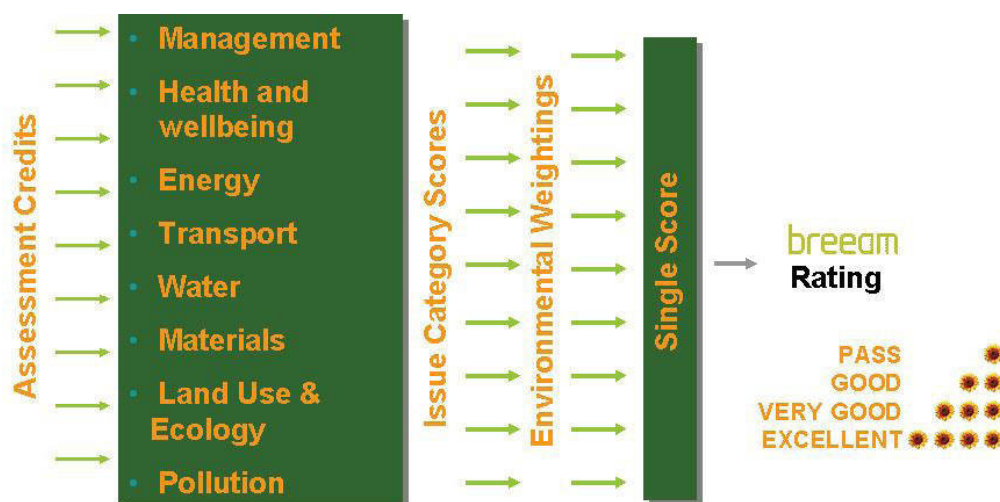 Assessment Credits
• Management
• Health and
wellbeing
• Energy
• Transport
• Water
• Materials
• Land Use &
Ecology
• Pollution
Issue Category Scores
Environmental Weightings
Single Score
breeam
Rating
PASS
GOOD
VERY GOOD
EXCELLENT